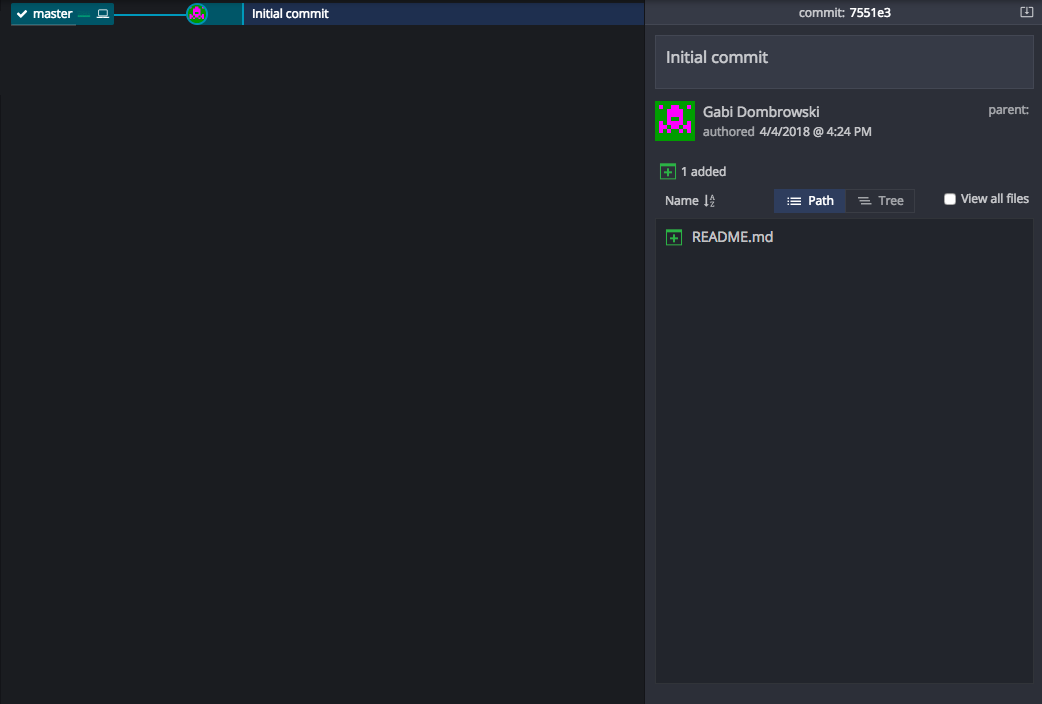 master
Initial commit
commit: 7551e3
Initial commit
Gabi Dombrowski
parent:
authored 4/4/2018 @ 4:24 PM
1 added
Name
Path
Tree
View all files
README.md